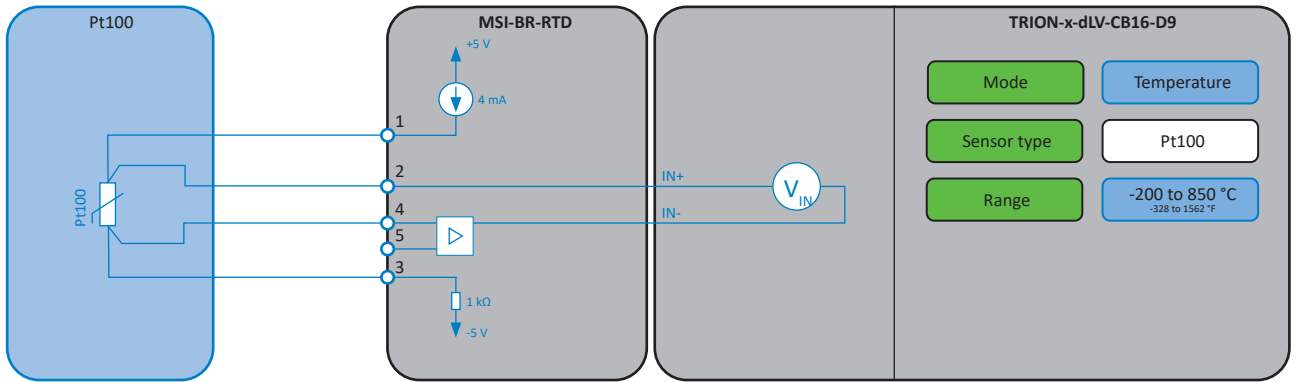 Pt100
MSI-BR-RTD
TRION-x-dLV-CB16-D9
+5 V
4 mA
1
2
4
5
3
1 kΩ
-5 V
Pt100
IN+
IN-
VIN
Mode
Temperature
Sensor type
Pt100
Range
-200 to 850 °C
-328 to 1562 °F